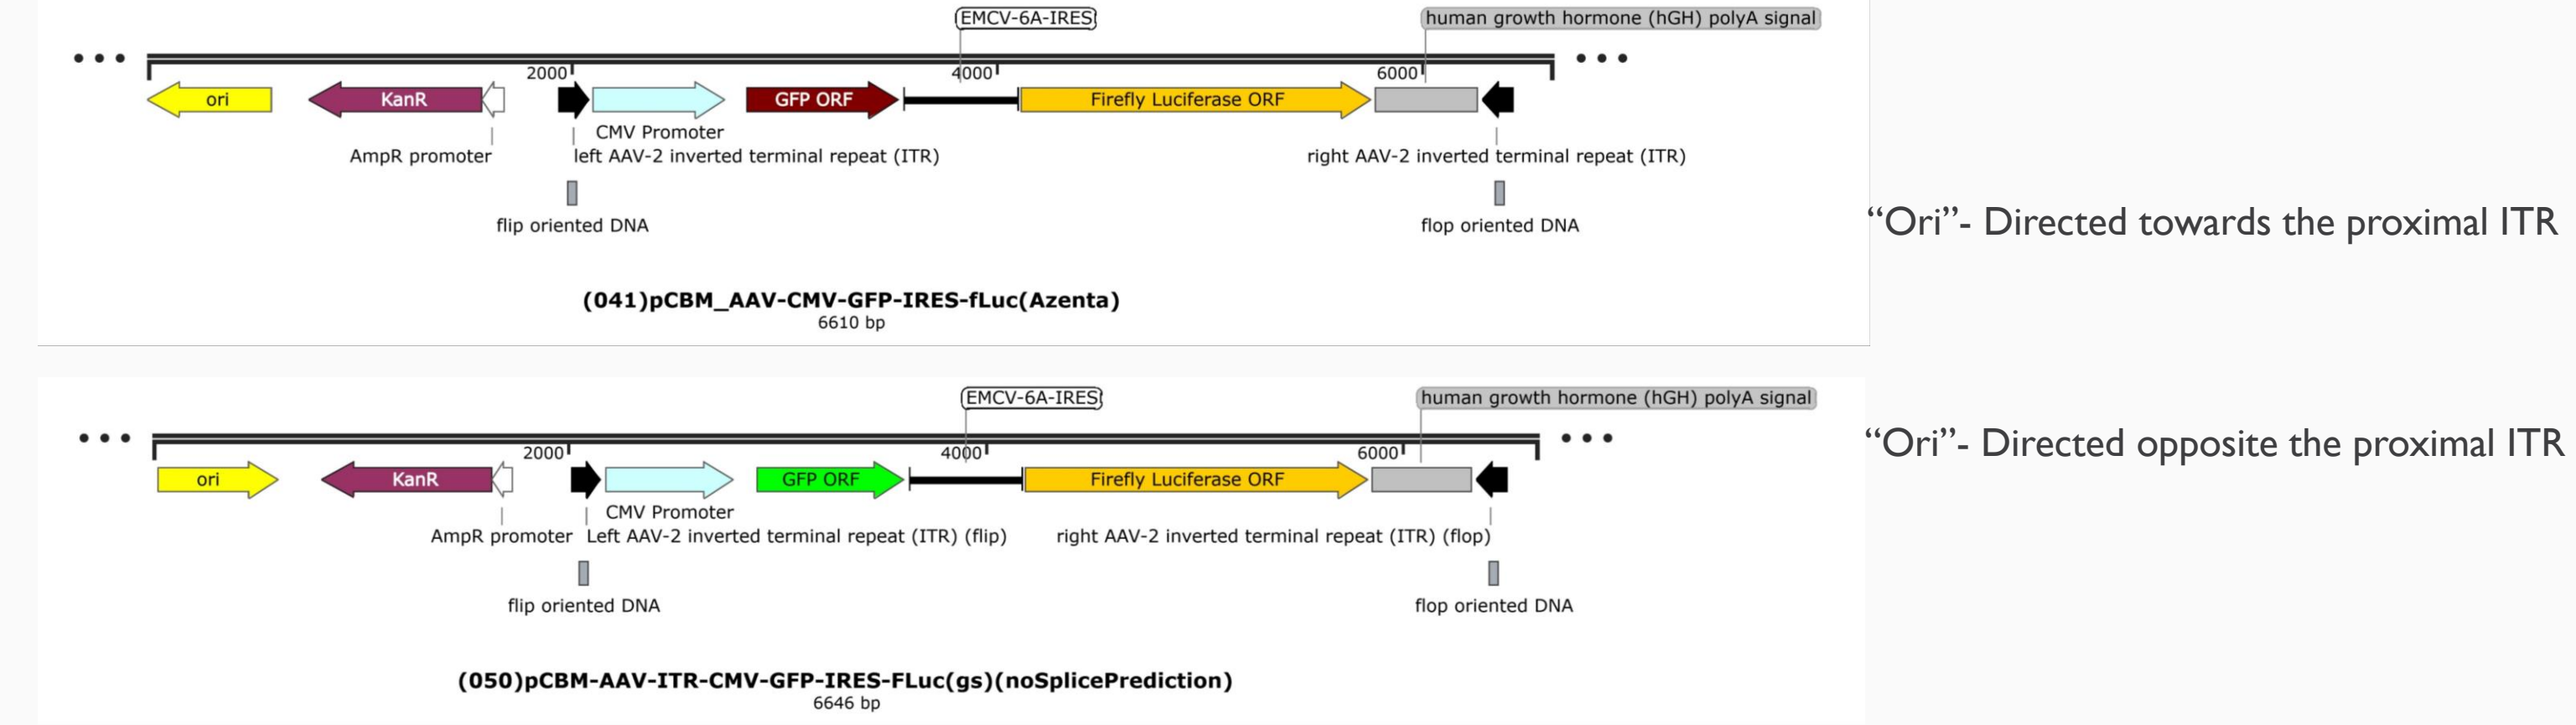 EMCV-6A-IRES
human growth hormone (hGH) polyA signal
2000
4000
6000
ori
KanR
GFP ORF
Firefly Luciferase ORF
CMV Promoter
AmpR promoter
left AAV-2 inverted terminal repeat (ITR)
right AAV-2 inverted terminal repeat (ITR)
flip oriented DNA
flop oriented DNA
“Ori”- Directed towards the proximal ITR
(041)pCBM_AAV-CMV-GFP-IRES-fLuc(Azenta)
6610 bp
EMCV-6A-IRES
human growth hormone (hGH) polyA signal
2000
4000
6000
“Ori”- Directed opposite the proximal ITR
ori
KanR
GFP ORF
Firefly Luciferase ORF
CMV Promoter
AmpR promoter
Left AAV-2 inverted terminal repeat (ITR) (flip)
right AAV-2 inverted terminal repeat (ITR) (flop)
flip oriented DNA
flop oriented DNA
(050)pCBM-AAV-ITR-CMV-GFP-IRES-FLuc(gs)(noSplicePrediction)
6646 bp